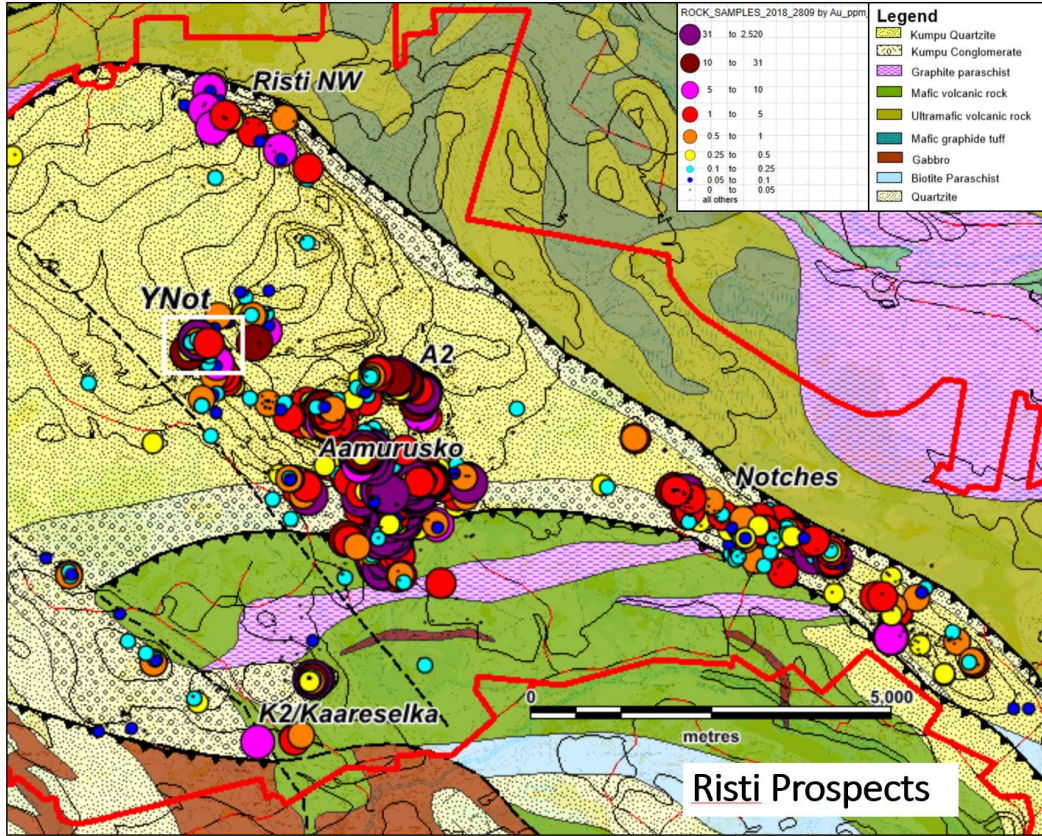 Risti NW
YNot
A2
Aamurusko
Notches
K2/Kaareselka
0 5,000
metres
Risti Prospects
ROCK_SAMPLES_2018_2809 by Au_ppm
31 to 2,520
10 to 31
5 to 10
1 to 5
0.5 to 1
0.25 to 0.5
0.1 to 0.25
0.05 to 0.1
0 to 0.05
all others
Legend
Kumpu Quartzite
Kumpu Conglomerate
Graphite paraschist
Mafic volcanic rock
Ultramafic volcanic rock
Mafic graphide tuff
Gabbro
Biotite Paraschist
Quartzite